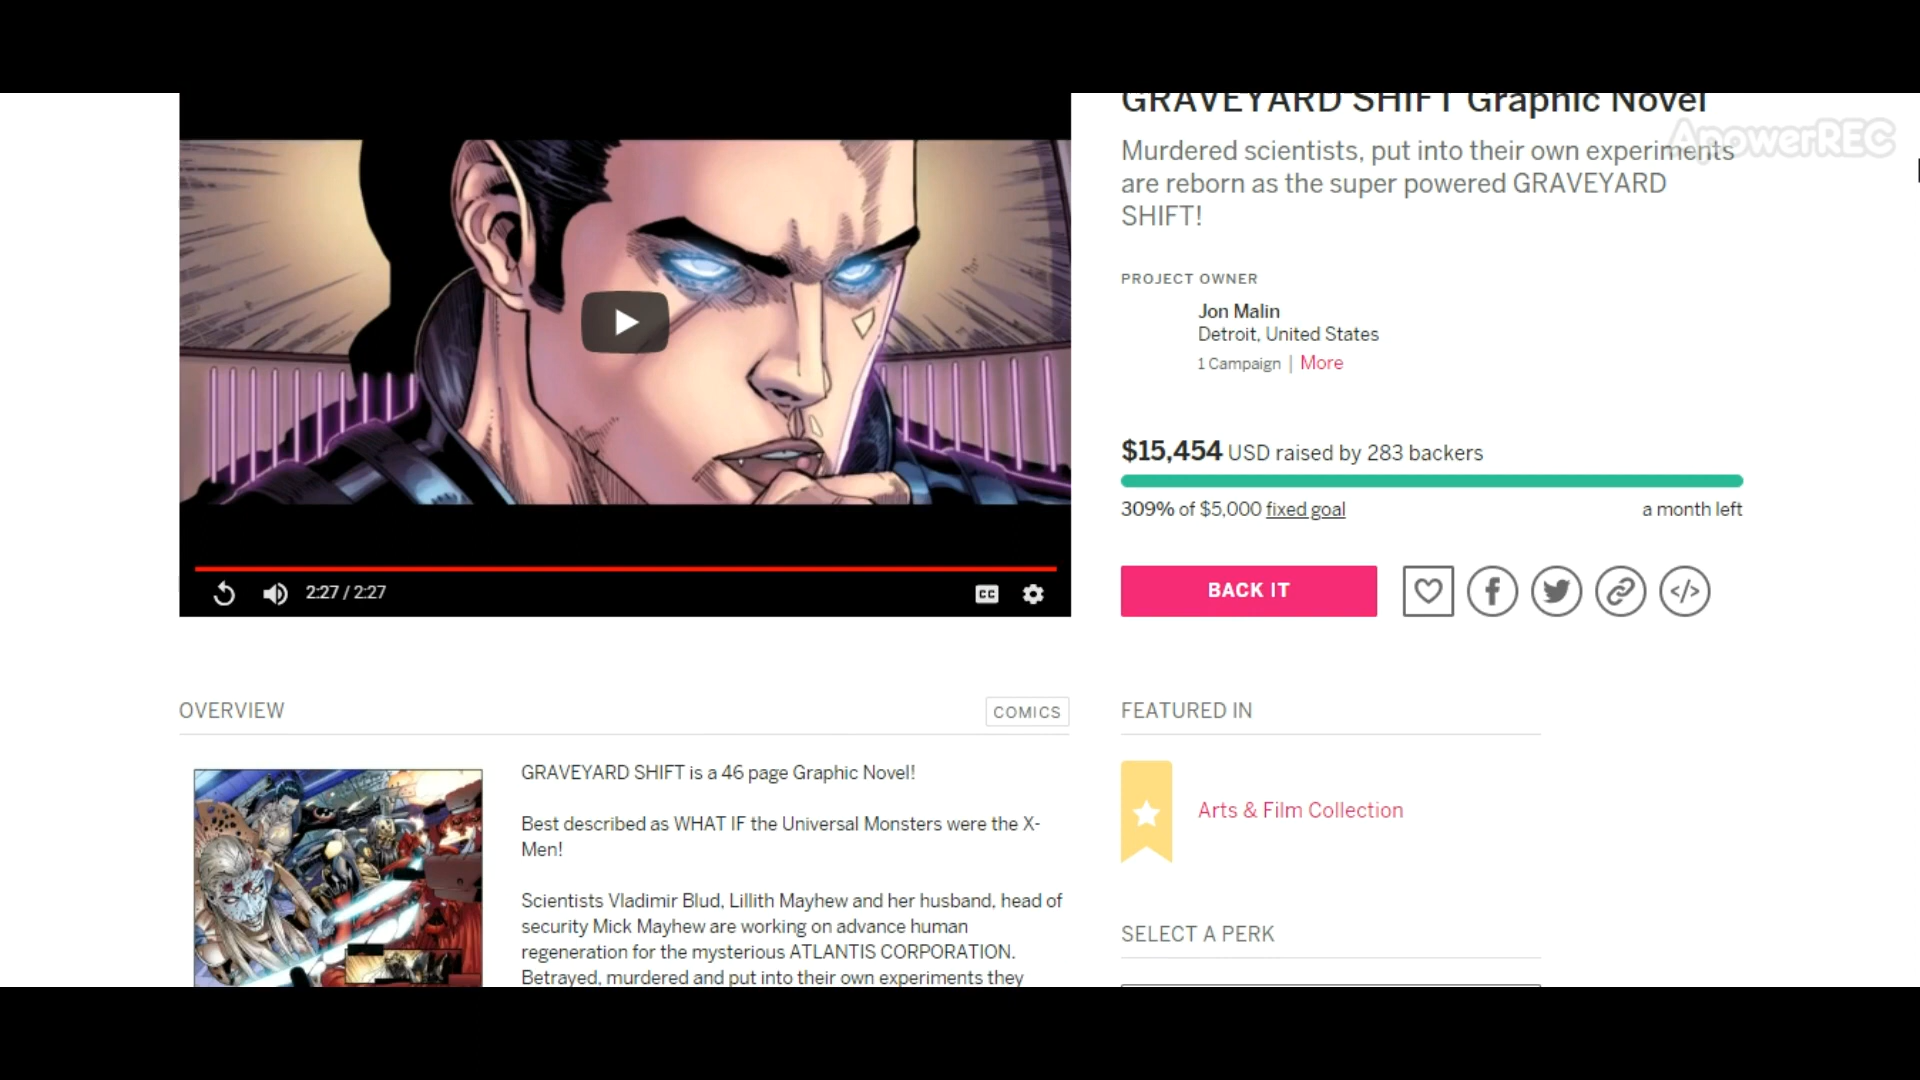 GRAVEYARD SHIFT Graphic Novel
ApowerREC
Murdered scientists, put into their own experiments
are reborn as the super powered GRAVEYARD
SHIFT!
PROJECT OWNER
Jon Malin
Detroit, United States
1 Campaign | More
$15,454 USD raised by 283 backers
309% of $5,000 fixed goal
a month left
BACK IT
2:27 / 2:27
CC
OVERVIEW
COMICS
GRAVEYARD SHIFT is a 46 page Graphic Novel!
Best described as WHAT IF the Universal Monsters were the X-
Men!
Scientists Vladimir Blud, Lillith Mayhew and her husband, head of
security Mick Mayhew are working on advance human
regeneration for the mysterious ATLANTIS CORPORATION.
Betrayed, murdered and put into their own experiments they
FEATURED IN
Arts & Film Collection
SELECT A PERK